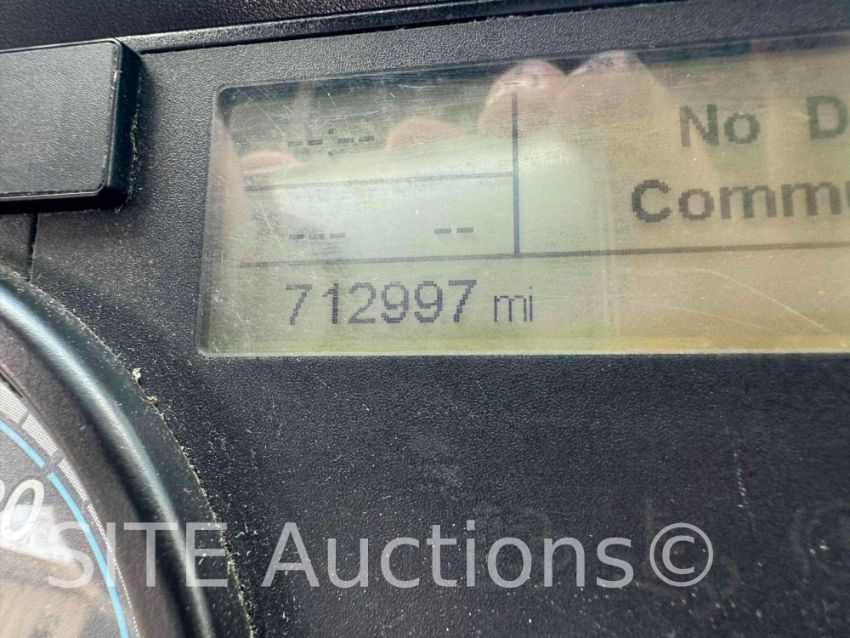 No D
Commu
712997 mi
SITE Auctions©